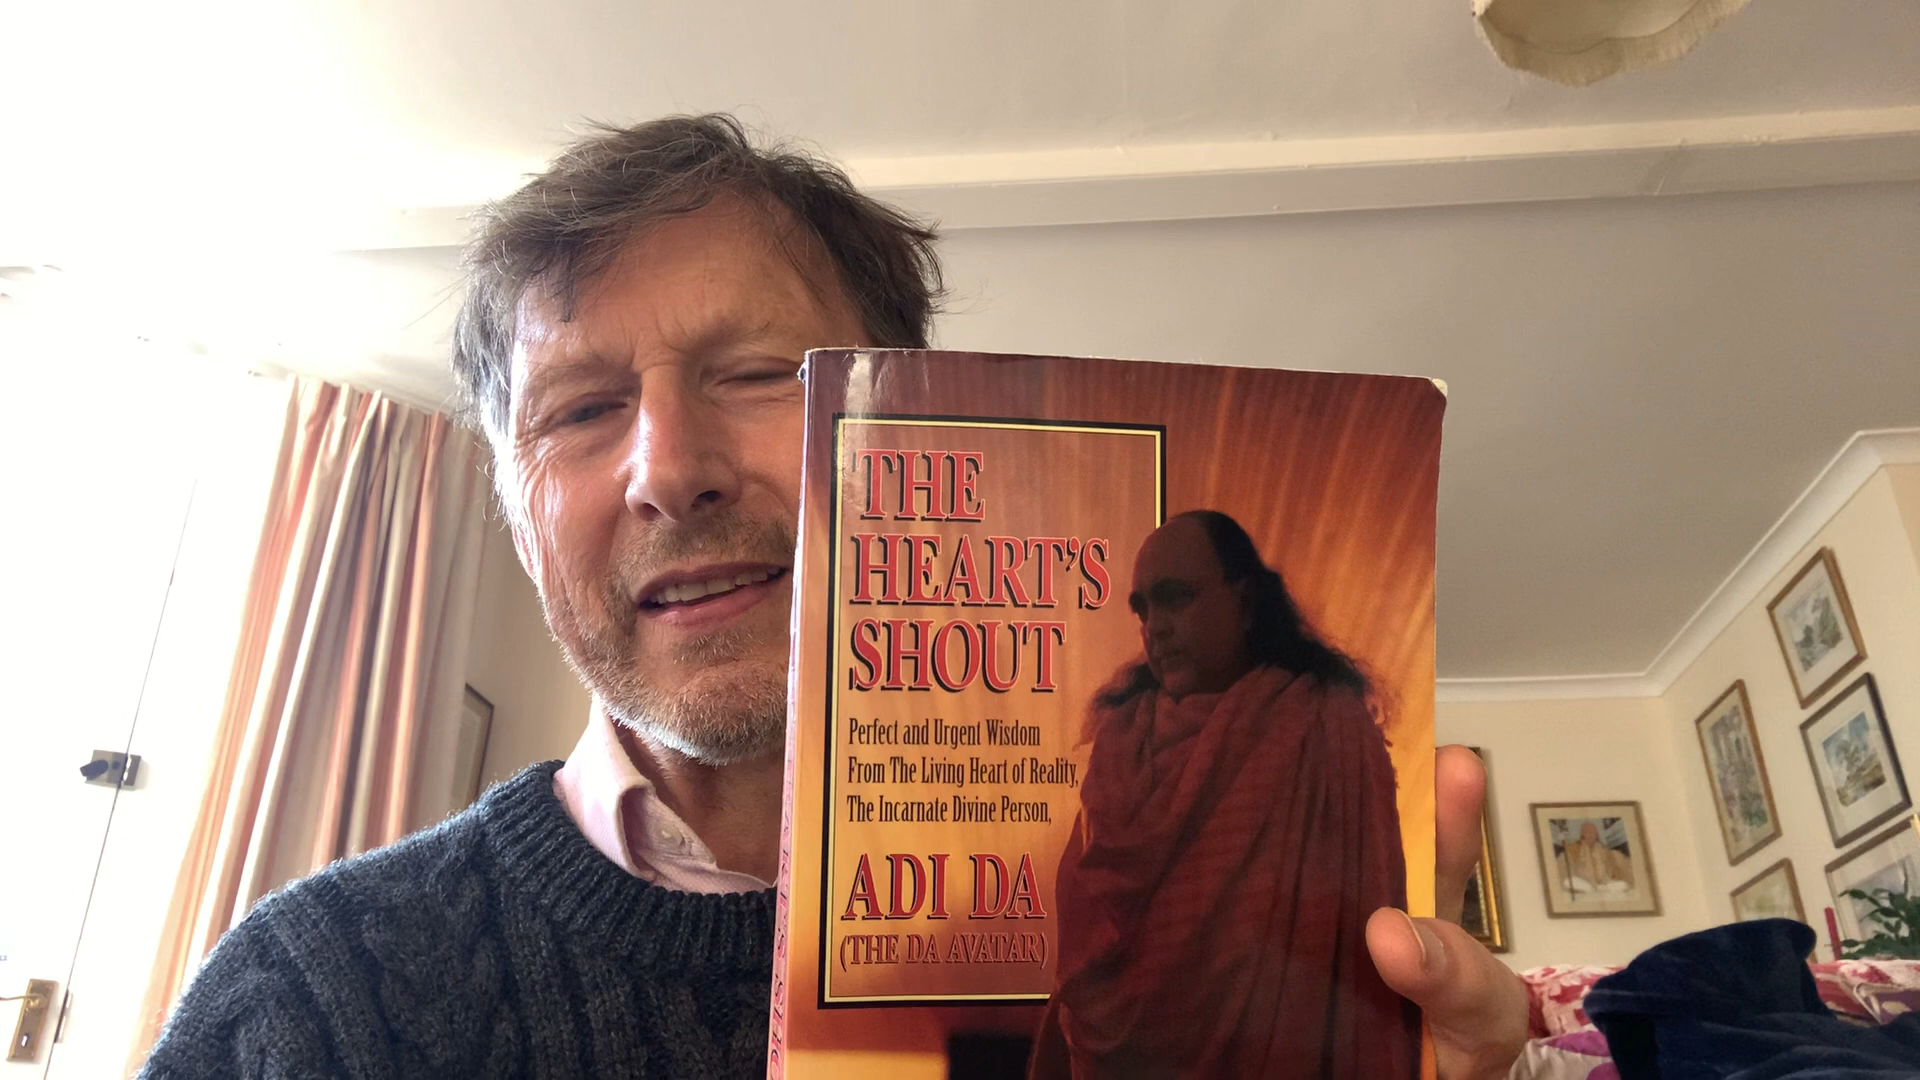 THE
HEART'S
SHOUT
Perfect and Urgent Wisdom
From The Living Heart of Reality,
The Incarnate Divine Person,
ADI DA
(THE DA AVATAR)